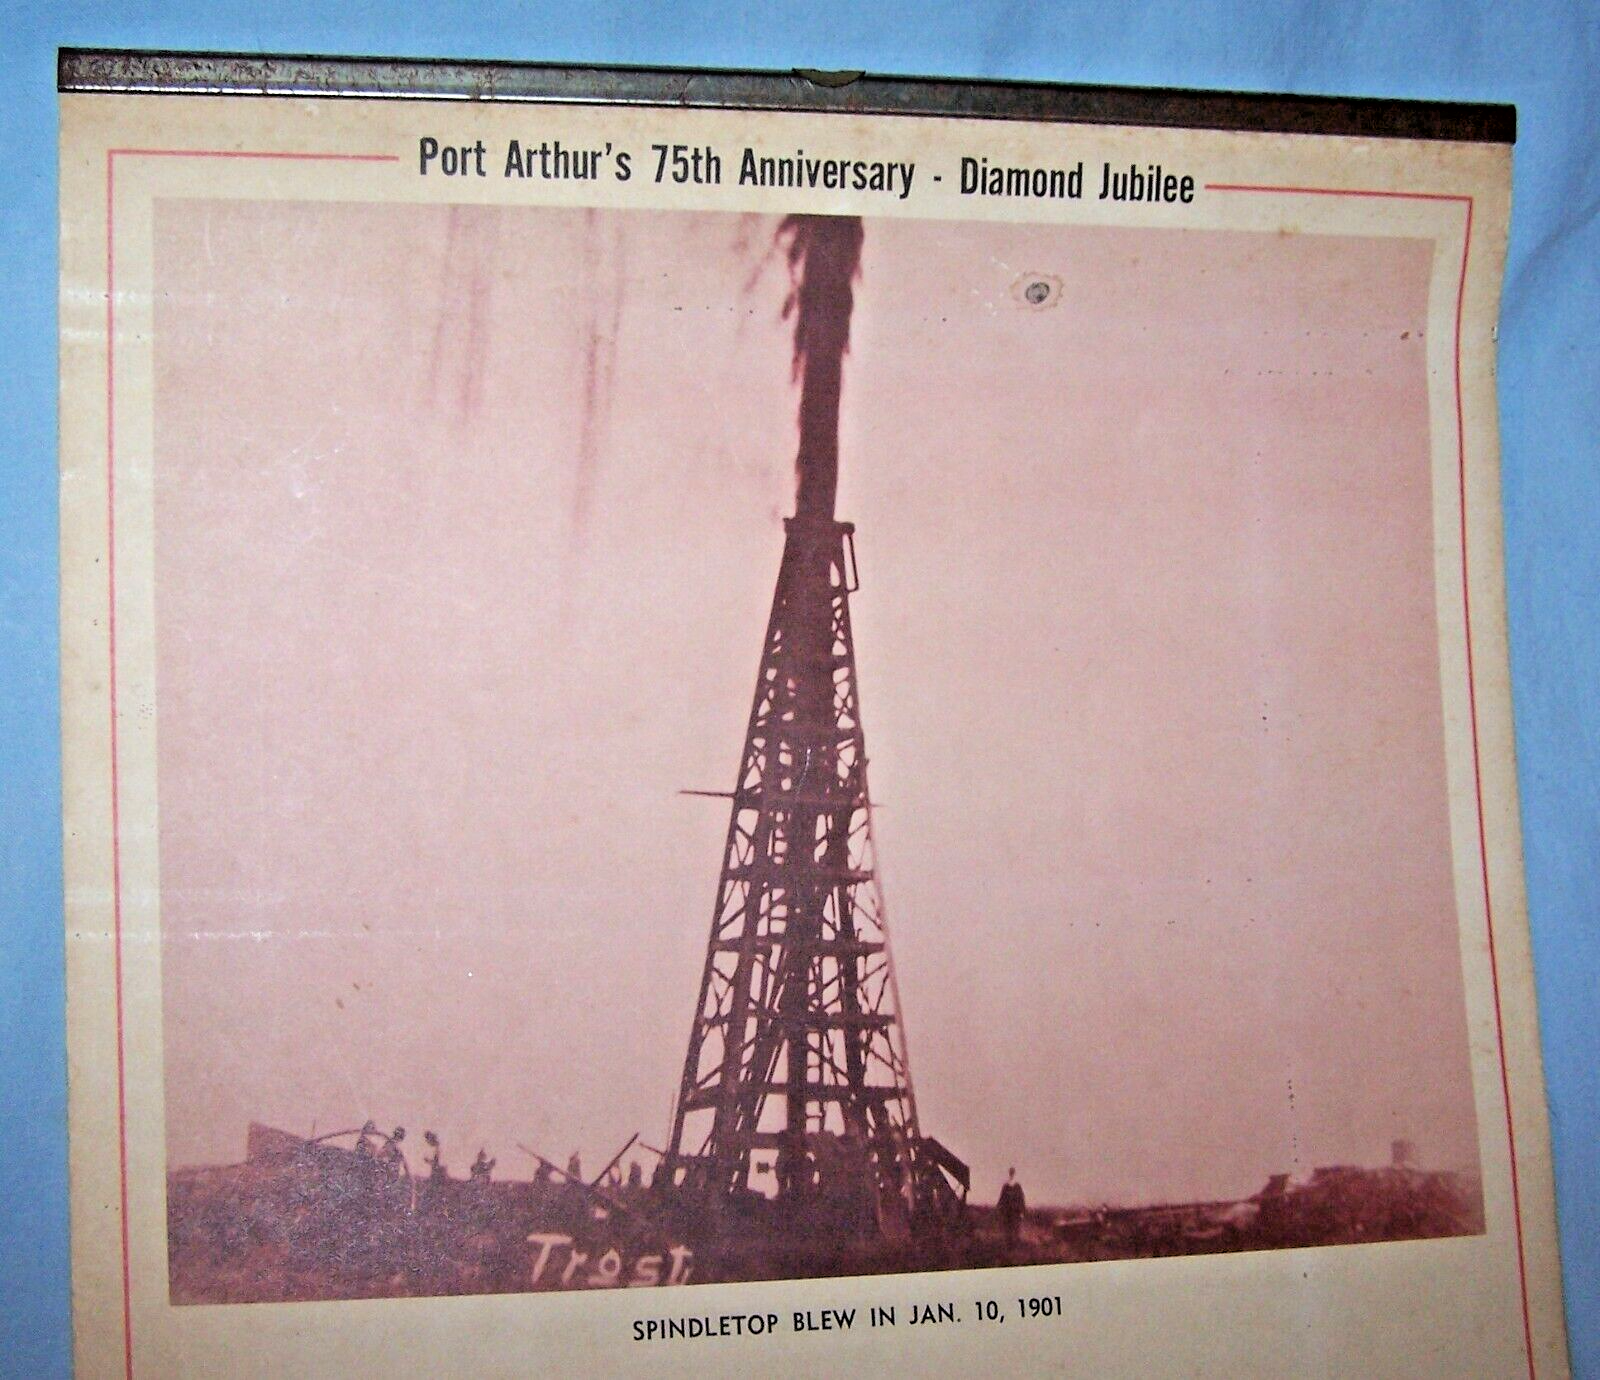 Port Arthur's 75th Anniversary - Diamond Jubilee
Trost
SPINDLETOP BLEW IN JAN. 10, 1901